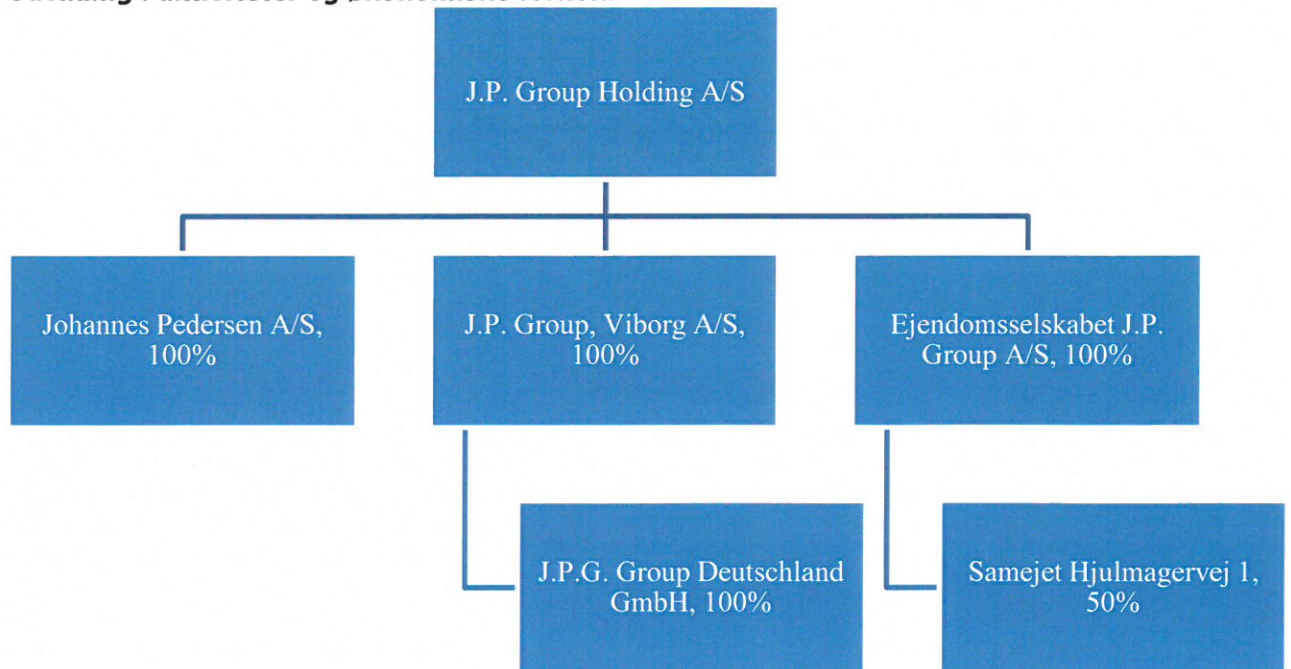 J.P. Group Holding A/S
Johannes Pedersen A/S,
100%
J.P. Group, Viborg A/S,
100%
Ejendomsselskabet J.P.
Group A/S, 100%
J.P.G. Group Deutschland
GmbH, 100%
Samejet Hjulmagervej 1,
50%